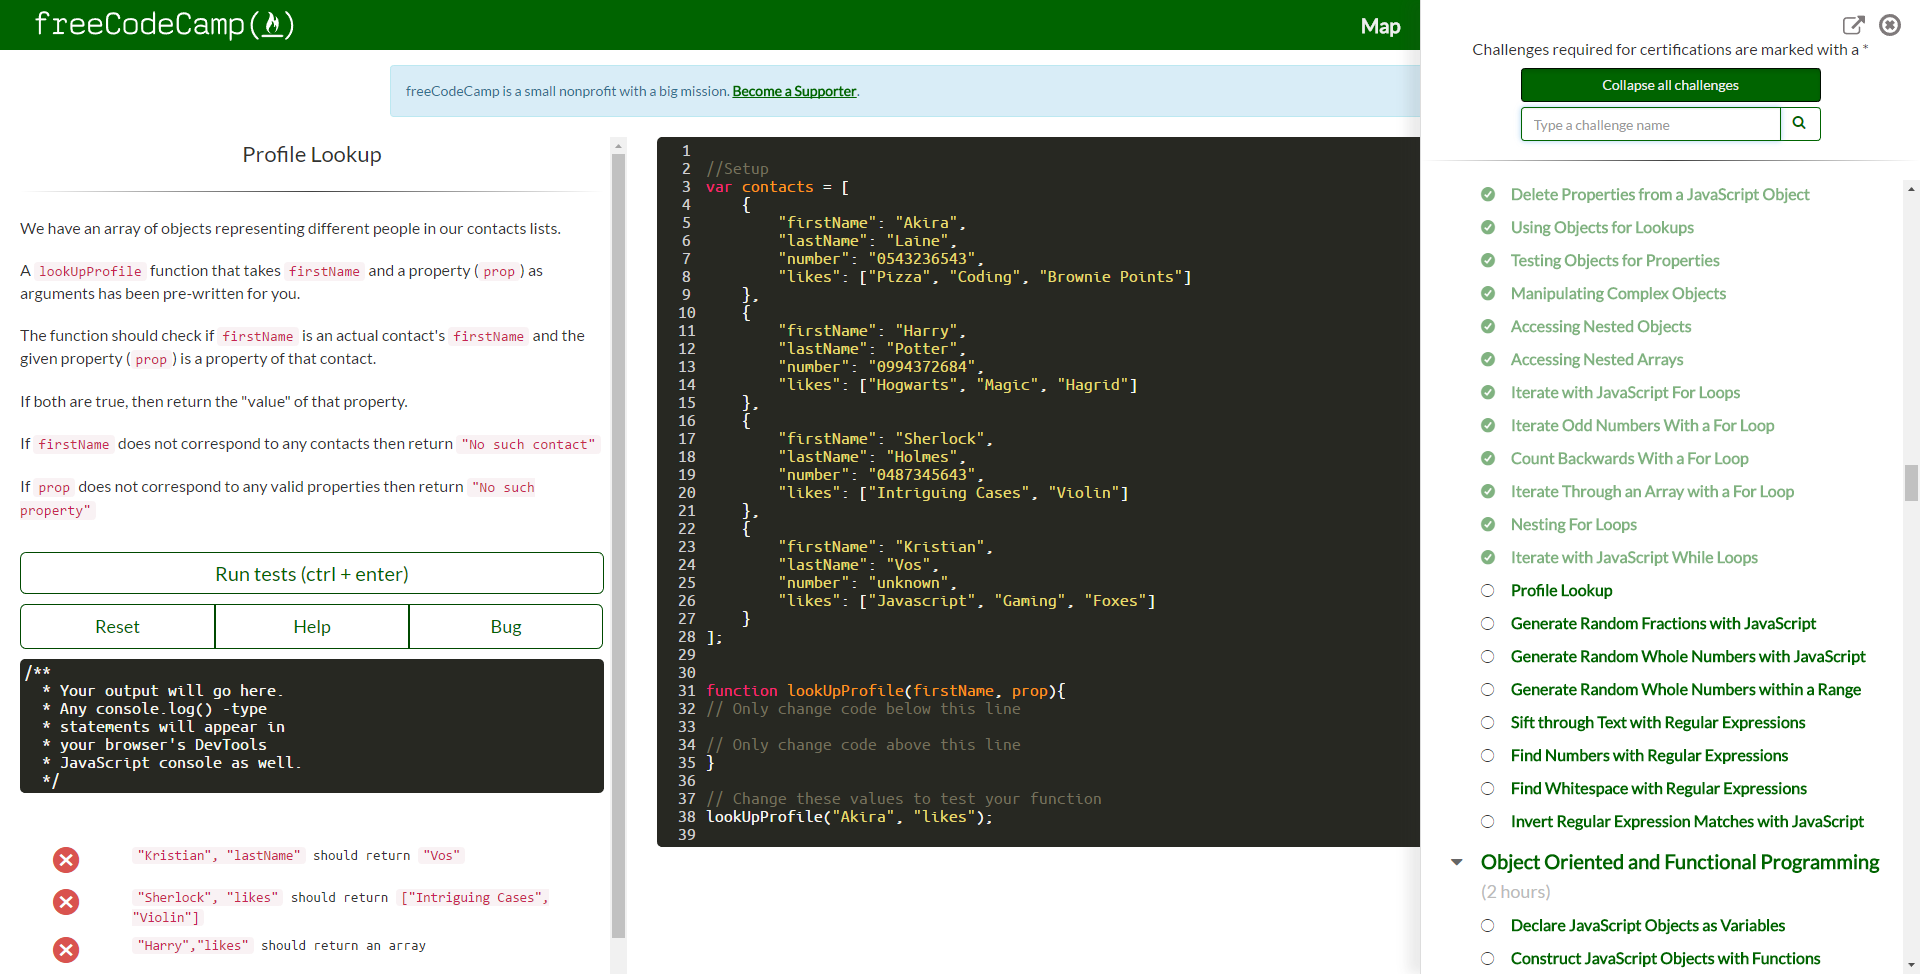 freeCodeCamp(🔥)
Map
freeCodeCamp is a small nonprofit with a big mission. Become a Supporter.
Profile Lookup
We have an array of objects representing different people in our contacts lists.
A lookUpProfile function that takes firstName and a property ( prop ) as
arguments has been pre-written for you.
The function should check if firstName is an actual contact's firstName and the
given property ( prop ) is a property of that contact.
If both are true, then return the "value" of that property.
If firstName does not correspond to any contacts then return "No such contact"
If prop does not correspond to any valid properties then return "No such
property"
Run tests (ctrl + enter)
Reset Help Bug
/**
* Your output will go here.
* Any console.log() -type
* statements will appear in
* your browser's DevTools
* JavaScript console as well.
*/
"Kristian", "lastName" should return "Vos"
"Sherlock", "likes" should return ["Intriguing Cases",
"Violin"]
"Harry","likes" should return an array
1
2 //Setup
3 var contacts = [
4 {
5 "firstName": "Akira",
6 "lastName": "Laine",
7 "number": "0543236543",
8 "likes": ["Pizza", "Coding", "Brownie Points"]
9 },
10 {
11 "firstName": "Harry",
12 "lastName": "Potter",
13 "number": "0994372684",
14 "likes": ["Hogwarts", "Magic", "Hagrid"]
15 },
16 {
17 "firstName": "Sherlock",
18 "lastName": "Holmes",
19 "number": "0487345643",
20 "likes": ["Intriguing Cases", "Violin"]
21 },
22 {
23 "firstName": "Kristian",
24 "lastName": "Vos",
25 "number": "unknown",
26 "likes": ["Javascript", "Gaming", "Foxes"]
27 }
28 ];
29
30
31 function lookUpProfile(firstName, prop){
32 // Only change code below this line
33
34 // Only change code above this line
35 }
36
37 // Change these values to test your function
38 lookUpProfile("Akira", "likes");
39
Challenges required for certifications are marked with a *
Collapse all challenges
Type a challenge name
Delete Properties from a JavaScript Object
Using Objects for Lookups
Testing Objects for Properties
Manipulating Complex Objects
Accessing Nested Objects
Accessing Nested Arrays
Iterate with JavaScript For Loops
Iterate Odd Numbers With a For Loop
Count Backwards With a For Loop
Iterate Through an Array with a For Loop
Nesting For Loops
Iterate with JavaScript While Loops
Profile Lookup
Generate Random Fractions with JavaScript
Generate Random Whole Numbers with JavaScript
Generate Random Whole Numbers within a Range
Sift through Text with Regular Expressions
Find Numbers with Regular Expressions
Find Whitespace with Regular Expressions
Invert Regular Expression Matches with JavaScript
Object Oriented and Functional Programming
(2 hours)
Declare JavaScript Objects as Variables
Construct JavaScript Objects with Functions